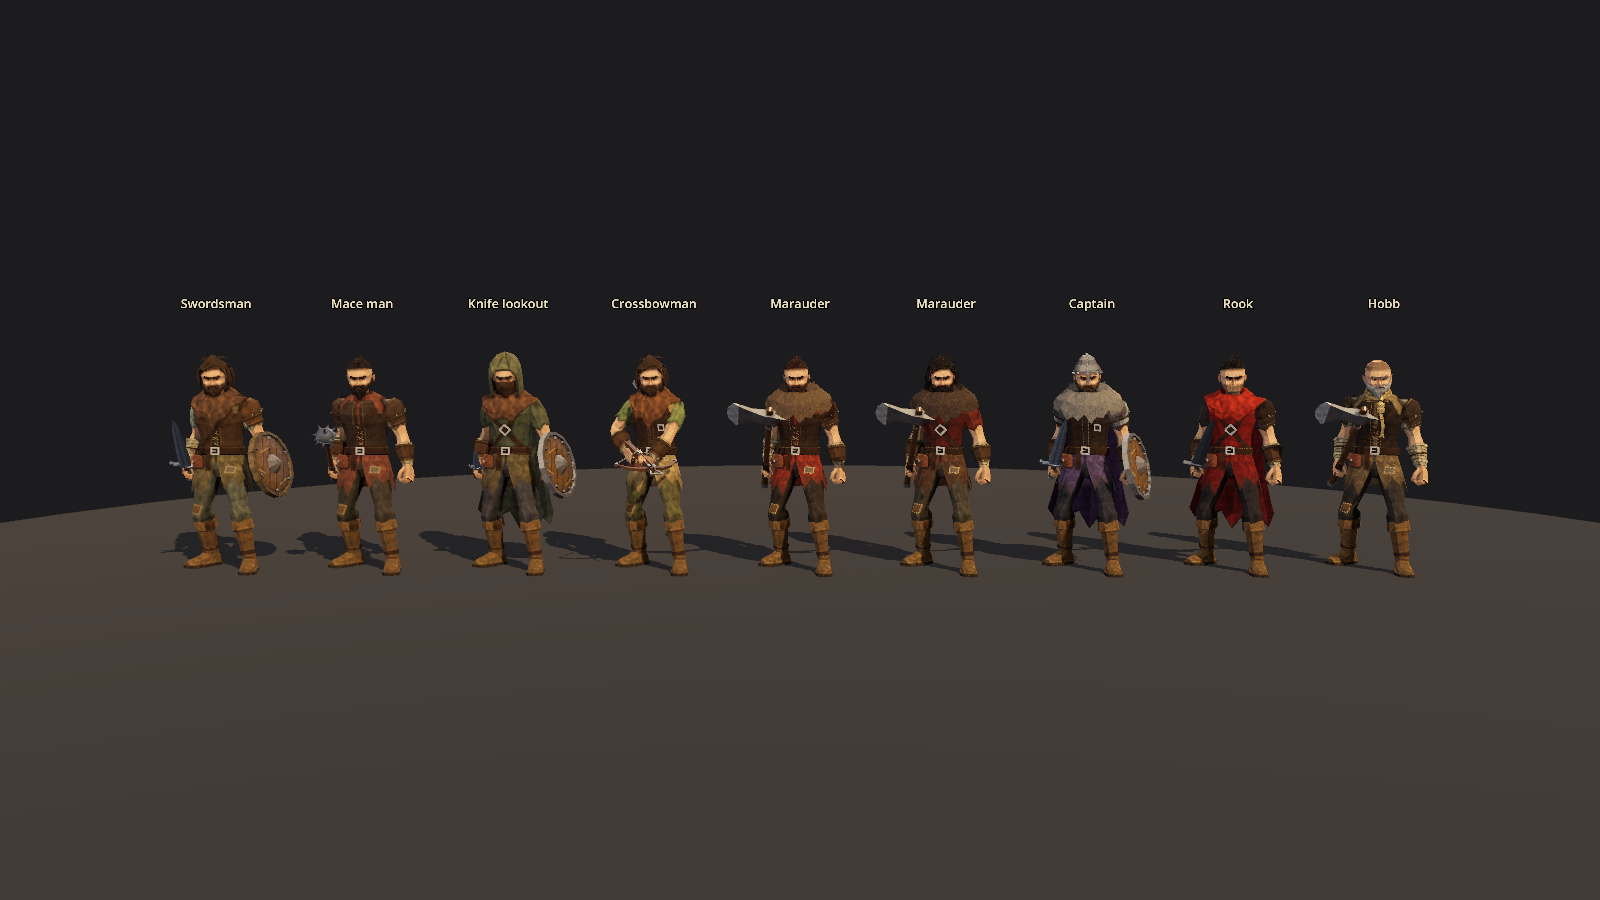 Swordsman
Mace man
Knife lookout
Crossbowman
Marauder
Marauder
Captain
Rook
Hobb